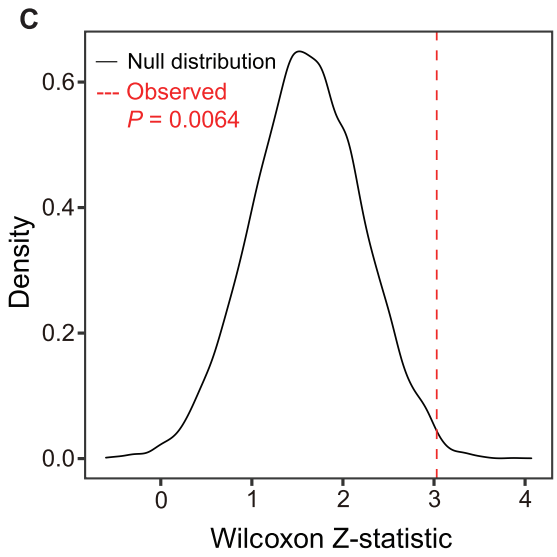 C
Null distribution
Observed
P = 0.0064
Density
0.6
0.4
0.2
0.0
0 1 2 3 4
Wilcoxon Z-statistic